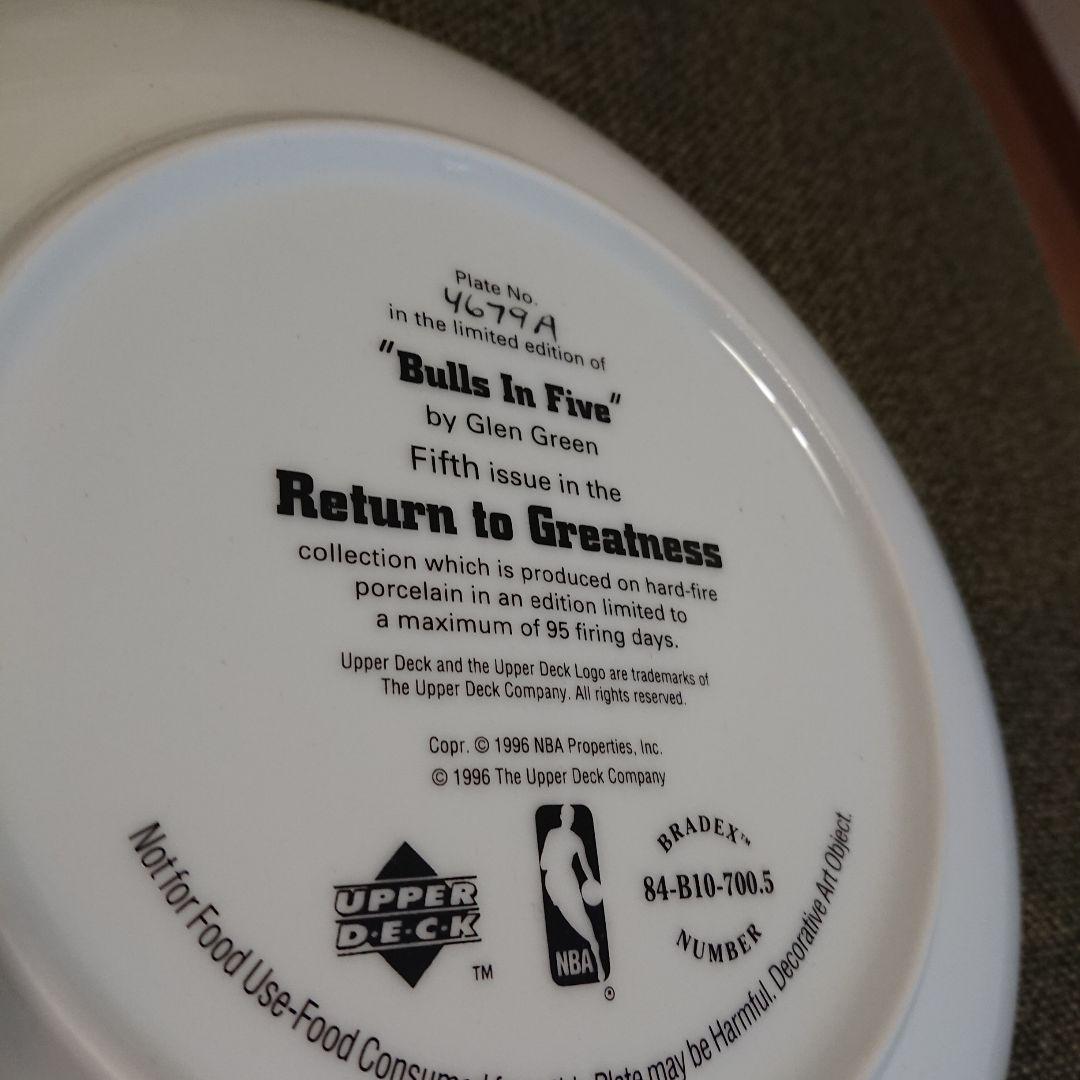 Plate No.
4679A
in the limited edition of
"Bulls In Five"
by Glen Green
Fifth issue in the
Return to Greatness
collection which is produced on hard-fire
porcelain in an edition limited to
a maximum of 95 firing days.
Upper Deck and the Upper Deck Logo are trademarks of
The Upper Deck Company. All rights reserved.
Copr. © 1996 NBA Properties, Inc.
© 1996 The Upper Deck Company
UPPER
D·E·C·K
TM
NBA
®
BRADEX™
84-B10-700.5
NUMBER
Not for Food Use-Food Plate may be Harmful. Decorative Art Object.